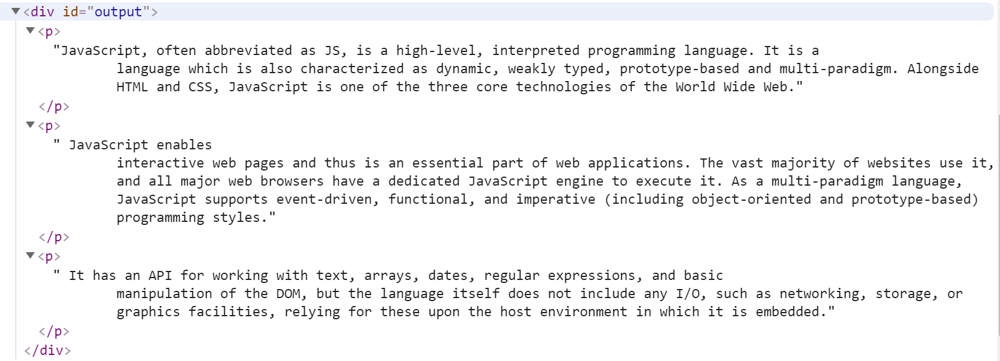 <div id="output">
<p>
"JavaScript, often abbreviated as JS, is a high-level, interpreted programming language. It is a
language which is also characterized as dynamic, weakly typed, prototype-based and multi-paradigm. Alongside
HTML and CSS, JavaScript is one of the three core technologies of the World Wide Web."
</p>
<p>
" JavaScript enables
interactive web pages and thus is an essential part of web applications. The vast majority of websites use it,
and all major web browsers have a dedicated JavaScript engine to execute it. As a multi-paradigm language,
JavaScript supports event-driven, functional, and imperative (including object-oriented and prototype-based)
programming styles."
</p>
<p>
" It has an API for working with text, arrays, dates, regular expressions, and basic
manipulation of the DOM, but the language itself does not include any I/O, such as networking, storage, or
graphics facilities, relying for these upon the host environment in which it is embedded."
</p>
</div>